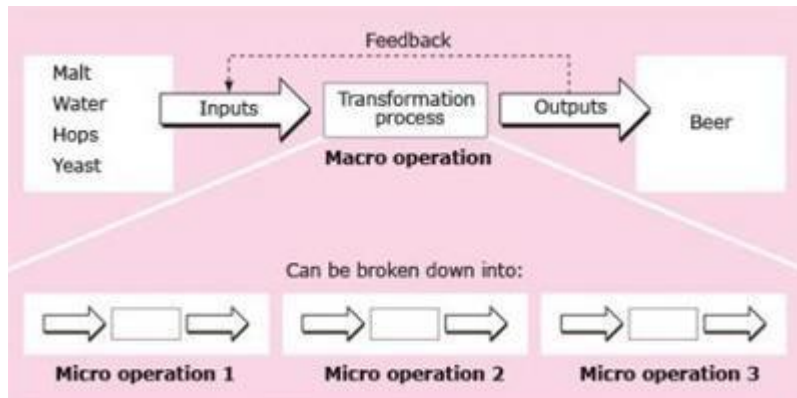 Feedback
Malt
Water
Hops
Yeast
Inputs
Transformation
process
Outputs
Beer
Macro operation
Can be broken down into:
Micro operation 1
Micro operation 2
Micro operation 3